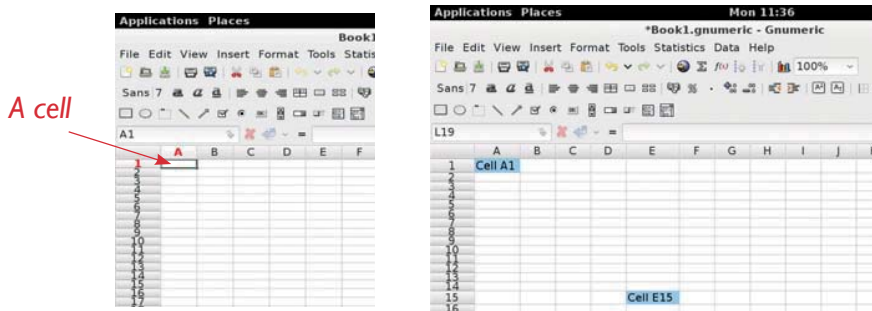 Applications Places
Book1
File Edit View Insert Format Tools Statis
Sans 7
A cell
A1
A B C D E F
1
2
3
4
5
6
7
8
9
10
11
12
13
14
15
16
17
Applications Places Mon 11:36
*Book1.gnumeric - Gnumeric
File Edit View Insert Format Tools Statistics Data Help
100%
Sans 7
L19
A B C D E F G H I J
1 Cell A1
2
3
4
5
6
7
8
9
10
11
12
13
14
15 Cell E15
16